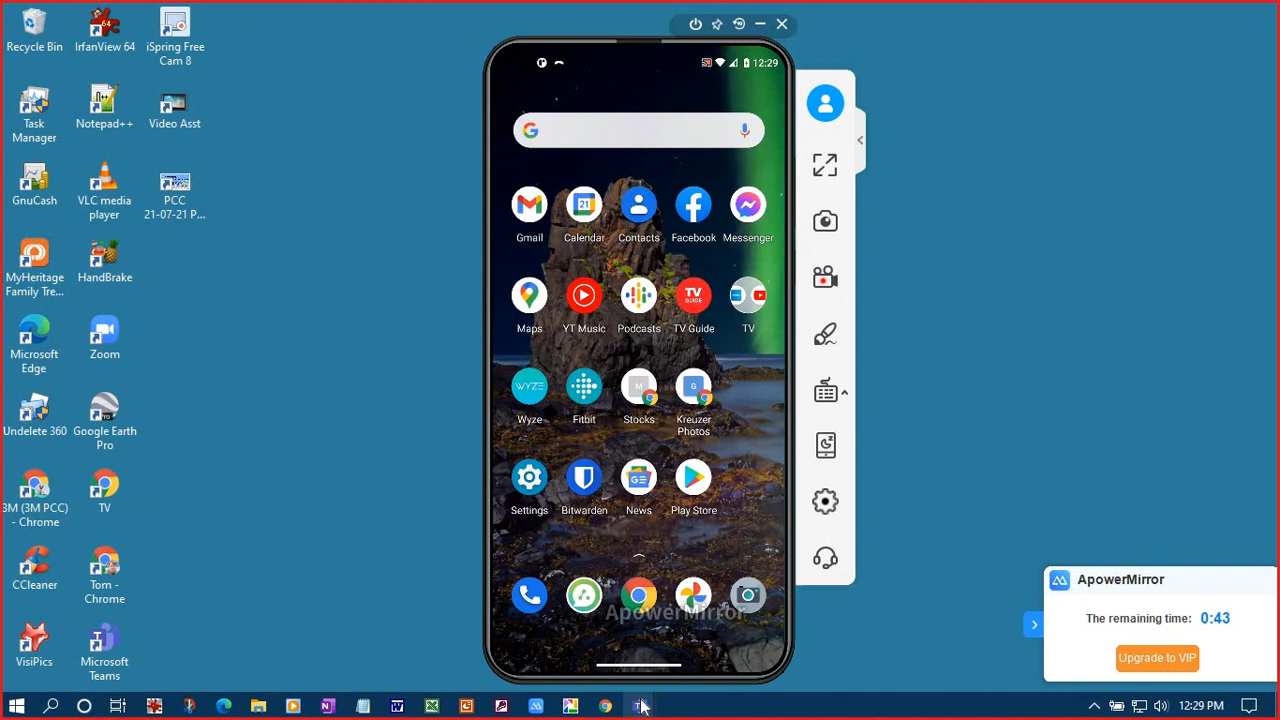 Recycle Bin
IrfanView 64
iSpring Free
Cam 8
Task
Manager
Notepad++
Video Asst
GnuCash
VLC media
player
PCC
21-07-21 P...
MyHeritage
Family Tre...
HandBrake
Microsoft
Edge
Zoom
Undelete 360
Google Earth
Pro
3M (3M PCC)
- Chrome
TV
CCleaner
Tom -
Chrome
VisiPics
Microsoft
Teams
12:29
Gmail
Calendar
Contacts
Facebook
Messenger
Maps
YT Music
Podcasts
TV Guide
TV
WYZE
Wyze
Fitbit
Stocks
Kreuzer
Photos
Settings
Bitwarden
News
Play Store
ApowerMirror
ApowerMirror
The remaining time: 0:43
Upgrade to VIP
12:29 PM